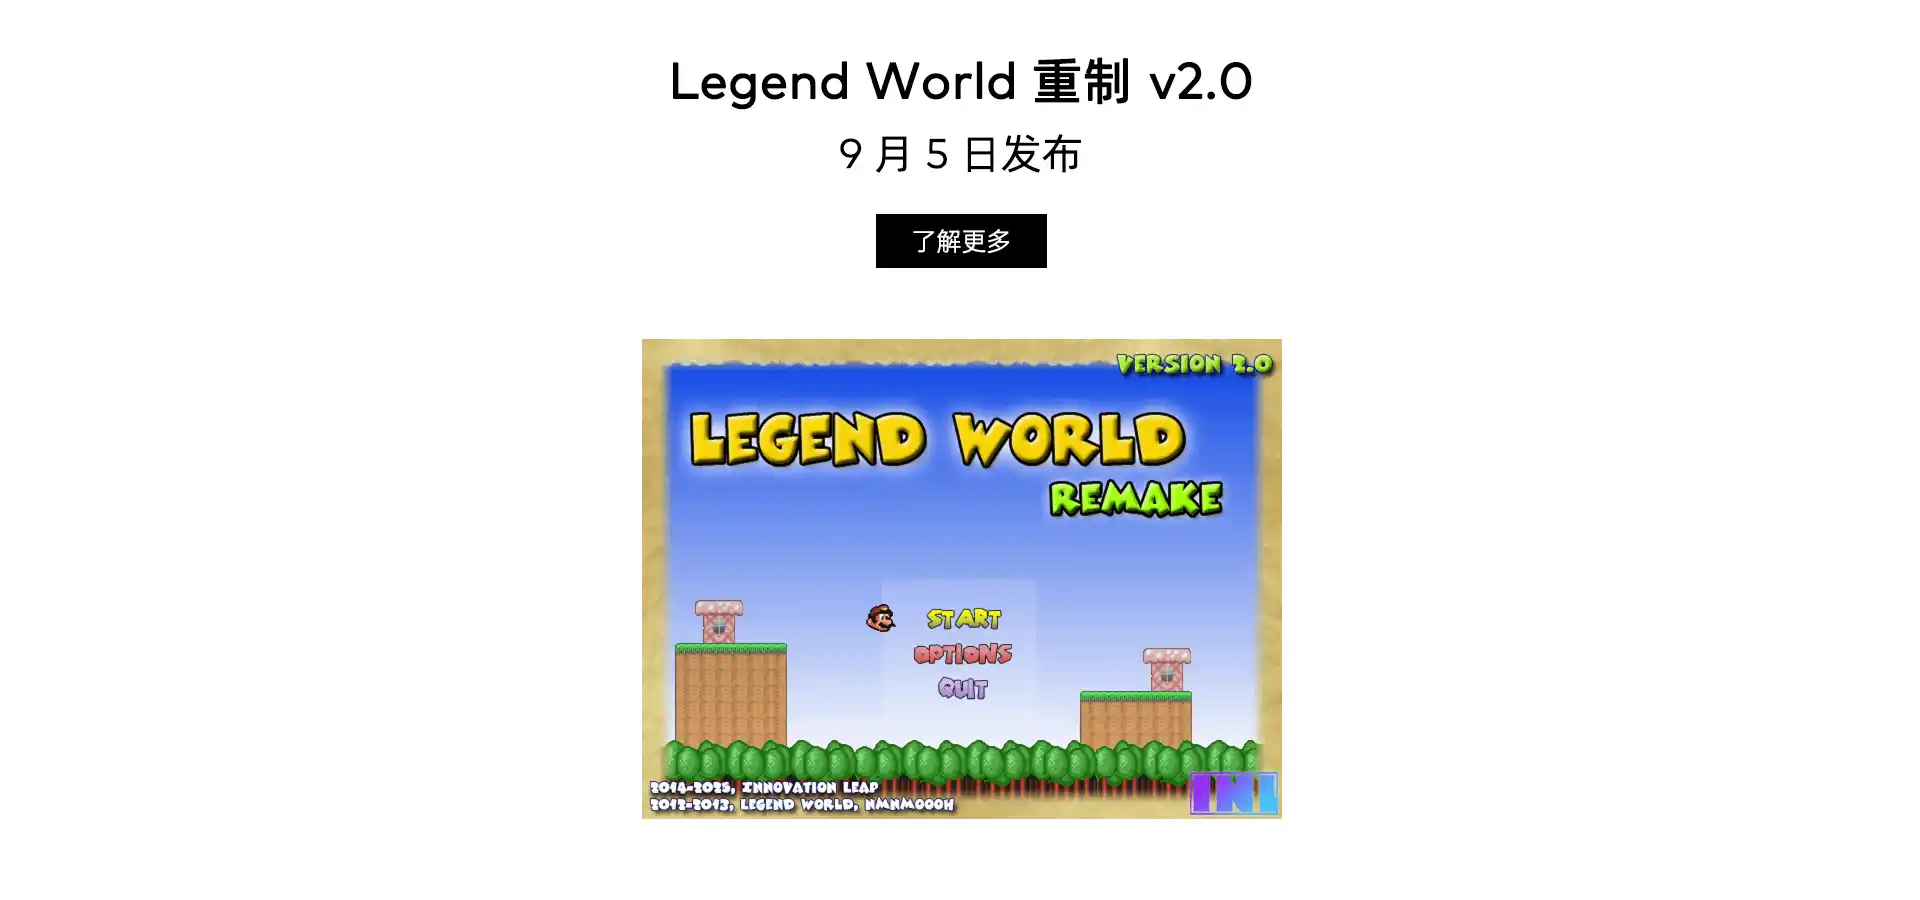 Legend World 重制 v2.0
9 月 5 日发布
了解更多
VERSION 2.0
LEGEND WORLD
REMAKE
START
OPTIONS
QUIT
2014-2025, INNOVATION LEAP
2012-2013, LEGEND WORLD, NMNMOOOH
INI